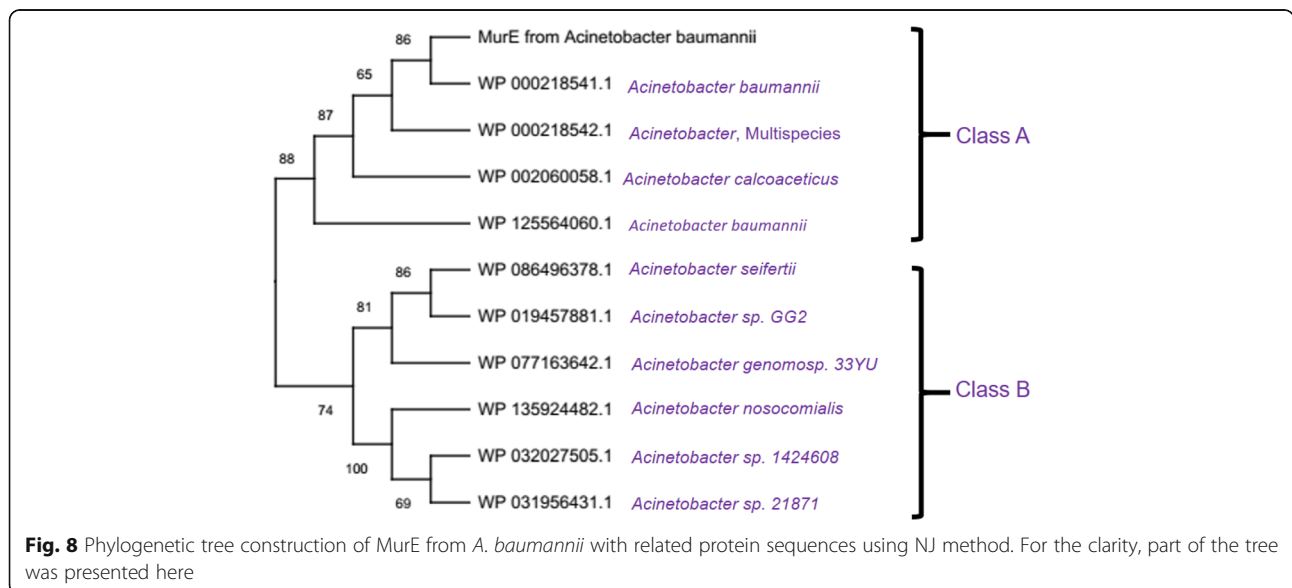 86
MurE from Acinetobacter baumannii
65
WP 000218541.1 Acinetobacter baumannii
87
WP 000218542.1 Acinetobacter, Multispecies
Class A
88
WP 002060058.1 Acinetobacter calcoaceticus
WP 125564060.1 Acinetobacter baumannii
86
WP 086496378.1 Acinetobacter seifertii
81
WP 019457881.1 Acinetobacter sp. GG2
WP 077163642.1 Acinetobacter genomosp. 33YU
Class B
74
WP 135924482.1 Acinetobacter nosocomialis
100
WP 032027505.1 Acinetobacter sp. 1424608
69
WP 031956431.1 Acinetobacter sp. 21871
Fig. 8 Phylogenetic tree construction of MurE from A. baumannii with related protein sequences using NJ method. For the clarity, part of the tree
was presented here